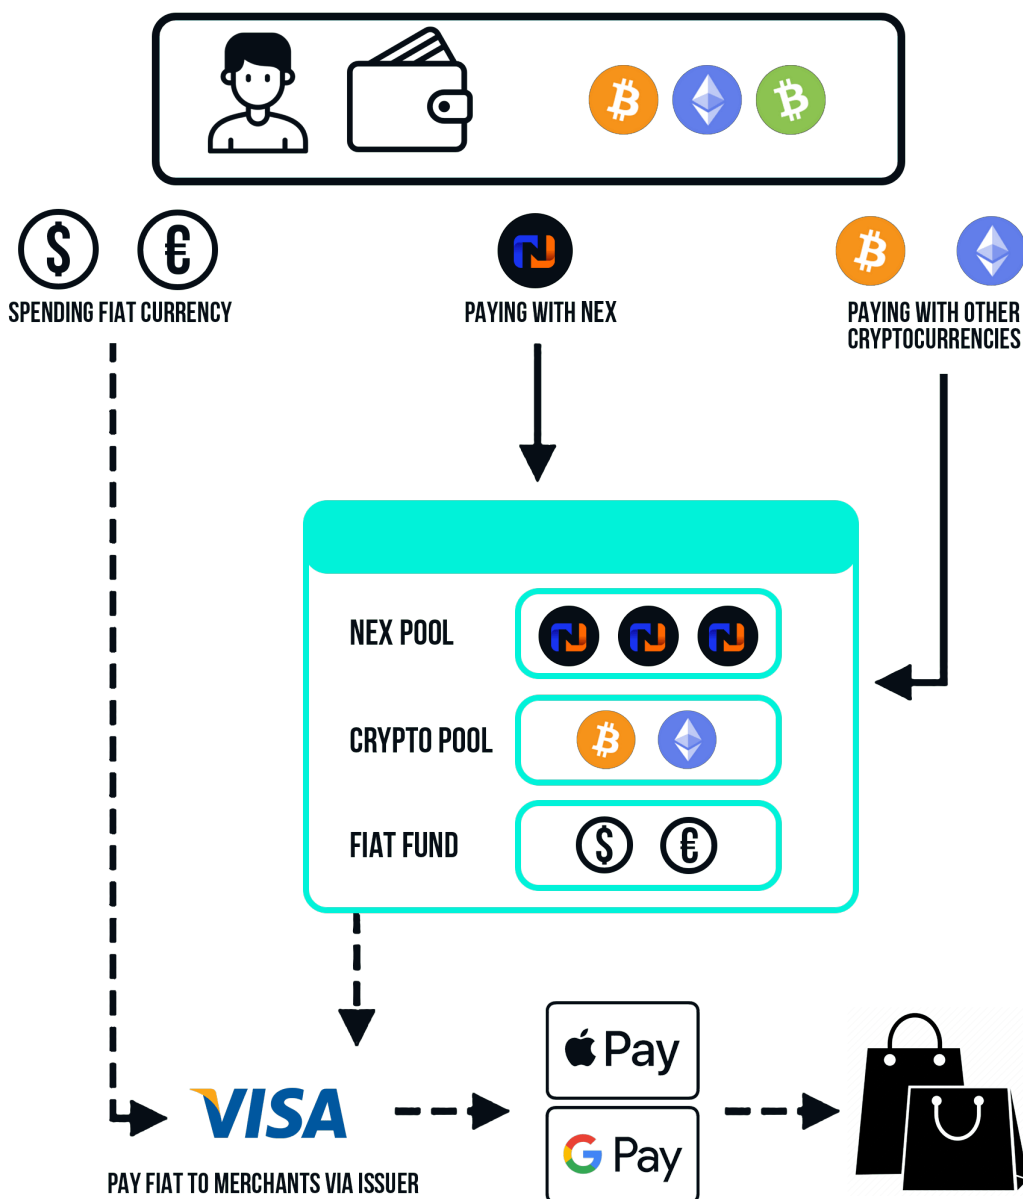 SPENDING FIAT CURRENCY
PAYING WITH NEX
PAYING WITH OTHER
CRYPTOCURRENCIES
NEX POOL
CRYPTO POOL
FIAT FUND
Pay
VISA
G Pay
PAY FIAT TO MERCHANTS VIA ISSUER